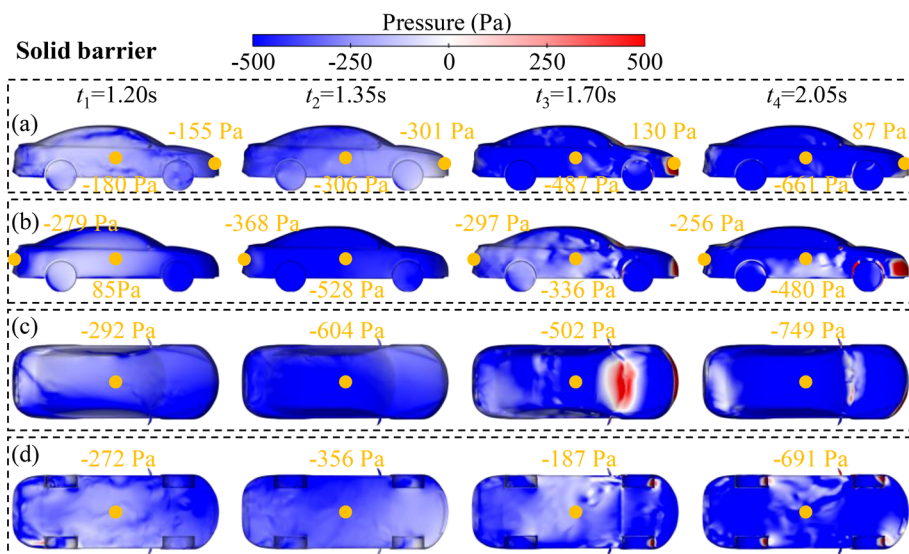 Pressure (Pa)
Solid barrier
-500 -250 0 250 500
t₁=1.20s t₂=1.35s t₃=1.70s t₄=2.05s
(a)
-155 Pa -301 Pa 130 Pa 87 Pa
-180 Pa -306 Pa -487 Pa -661 Pa
(b)
-279 Pa -368 Pa -297 Pa -256 Pa
85Pa -528 Pa -336 Pa -480 Pa
(c)
-292 Pa -604 Pa -502 Pa -749 Pa
(d)
-272 Pa -356 Pa -187 Pa -691 Pa